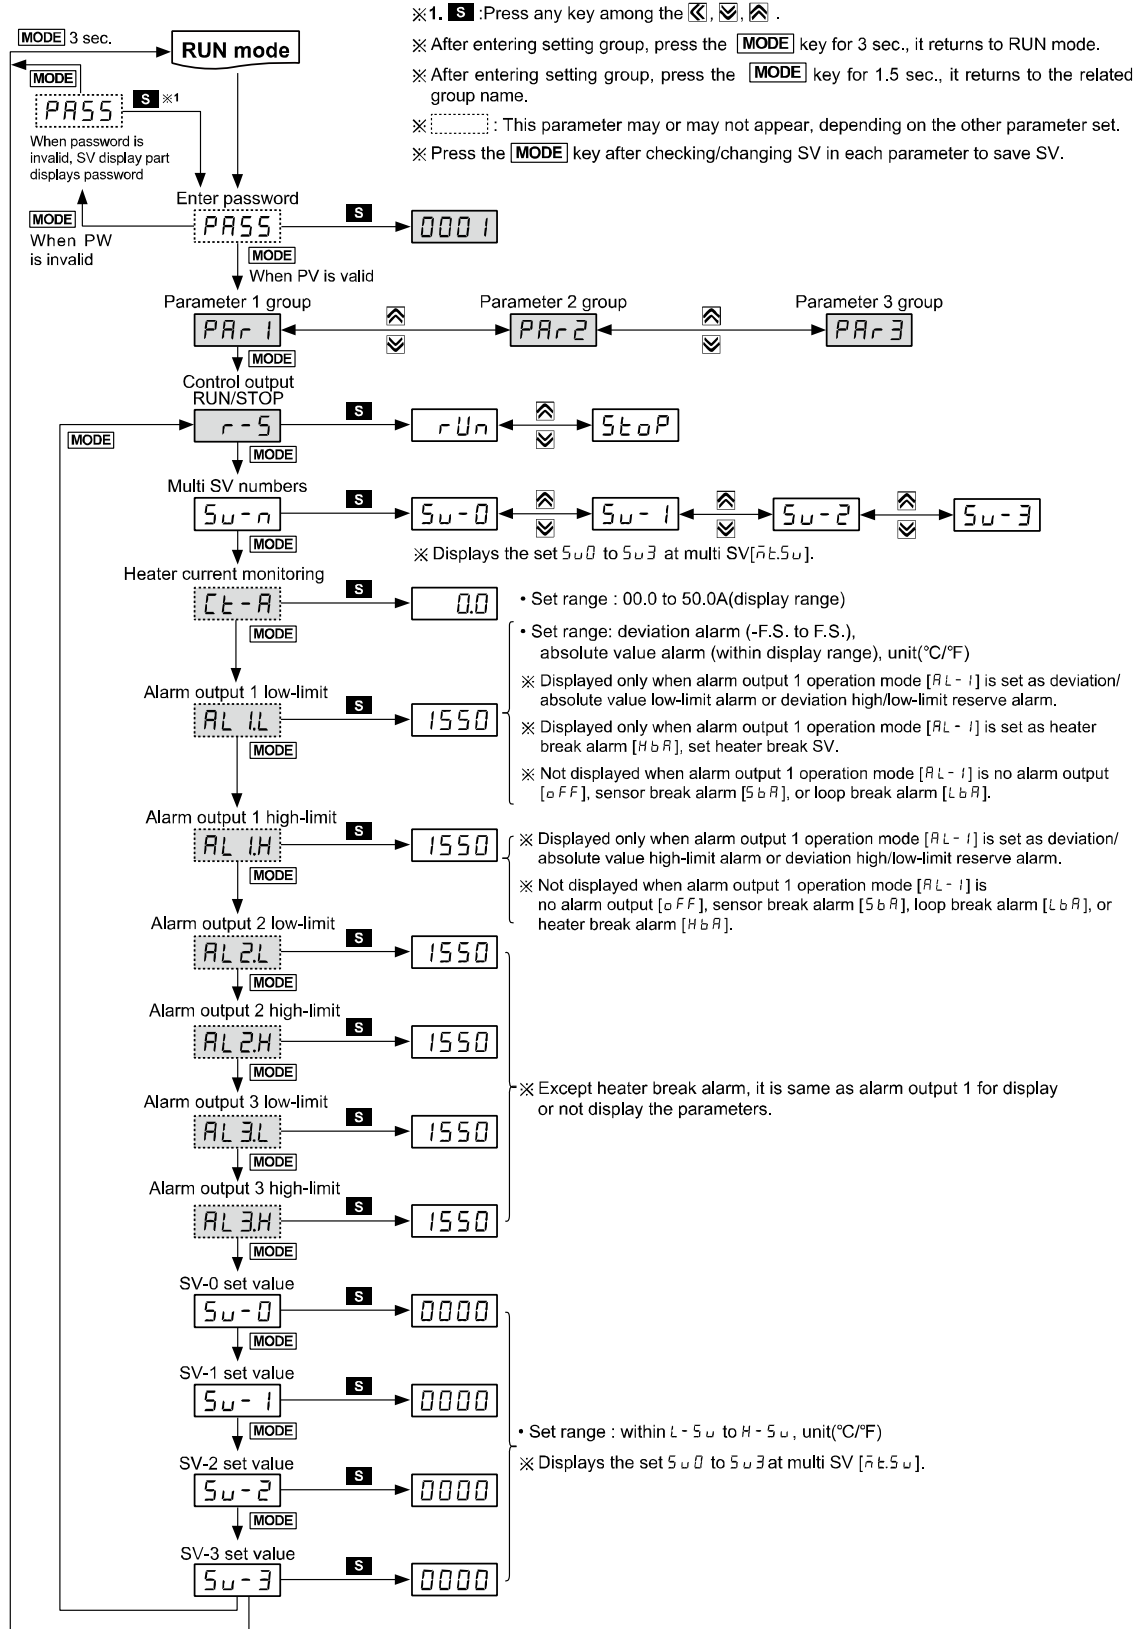 ※1. S :Press any key among the «, , .
MODE 3 sec.
RUN mode
※ After entering setting group, press the MODE key for 3 sec., it returns to RUN mode.
MODE
※ After entering setting group, press the MODE key for 1.5 sec., it returns to the related
group name.
PASS
S ※1
※ : This parameter may or may not appear, depending on the other parameter set.
When password is
invalid, SV display part
displays password
※ Press the MODE key after checking/changing SV in each parameter to save SV.
Enter password
MODE
PASS
S
0001
When PW
is invalid
MODE
When PV is valid
Parameter 1 group
Parameter 2 group
Parameter 3 group
PAr1
PAr2
PAr3
MODE
Control output
RUN/STOP
MODE
r-S
S
rUn
StoP
MODE
Multi SV numbers
Su-n
S
Su-0
Su-1
Su-2
Su-3
MODE
※ Displays the set Su0 to Su3 at multi SV[mt.Su].
Heater current monitoring
Ct-A
S
0.0
• Set range : 00.0 to 50.0A(display range)
MODE
• Set range: deviation alarm (-F.S. to F.S.),
absolute value alarm (within display range), unit(°C/°F)
Alarm output 1 low-limit
AL1.L
S
1550
MODE
※ Displayed only when alarm output 1 operation mode [AL-1] is set as deviation/
absolute value low-limit alarm or deviation high/low-limit reserve alarm.
※ Displayed only when alarm output 1 operation mode [AL-1] is set as heater
break alarm [HbA], set heater break SV.
※ Not displayed when alarm output 1 operation mode [AL-1] is no alarm output
[oFF], sensor break alarm [SbA], or loop break alarm [LbA].
Alarm output 1 high-limit
AL1.H
S
1550
MODE
※ Displayed only when alarm output 1 operation mode [AL-1] is set as deviation/
absolute value high-limit alarm or deviation high/low-limit reserve alarm.
※ Not displayed when alarm output 1 operation mode [AL-1] is
no alarm output [oFF], sensor break alarm [SbA], loop break alarm [LbA], or
heater break alarm [HbA].
Alarm output 2 low-limit
AL2.L
S
1550
MODE
Alarm output 2 high-limit
AL2.H
S
1550
MODE
※ Except heater break alarm, it is same as alarm output 1 for display
or not display the parameters.
Alarm output 3 low-limit
AL3.L
S
1550
MODE
Alarm output 3 high-limit
AL3.H
S
1550
MODE
SV-0 set value
Su-0
S
0000
MODE
SV-1 set value
Su-1
S
0000
MODE
• Set range : within L-Su to H-Su, unit(°C/°F)
※ Displays the set Su0 to Su3 at multi SV [mt.Su].
SV-2 set value
Su-2
S
0000
MODE
SV-3 set value
Su-3
S
0000